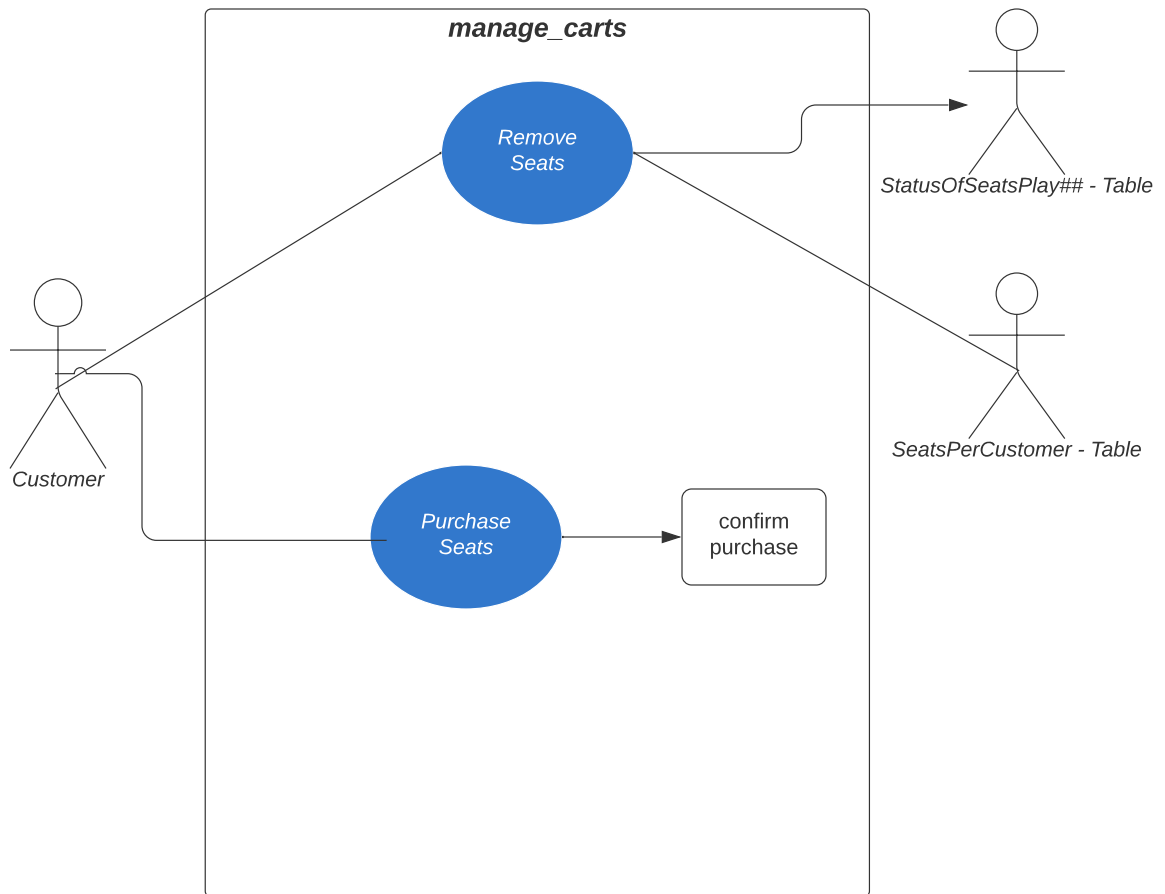 manage_carts
Remove
Seats
StatusOfSeatsPlay## - Table
SeatsPerCustomer - Table
Customer
Purchase
Seats
confirm
purchase